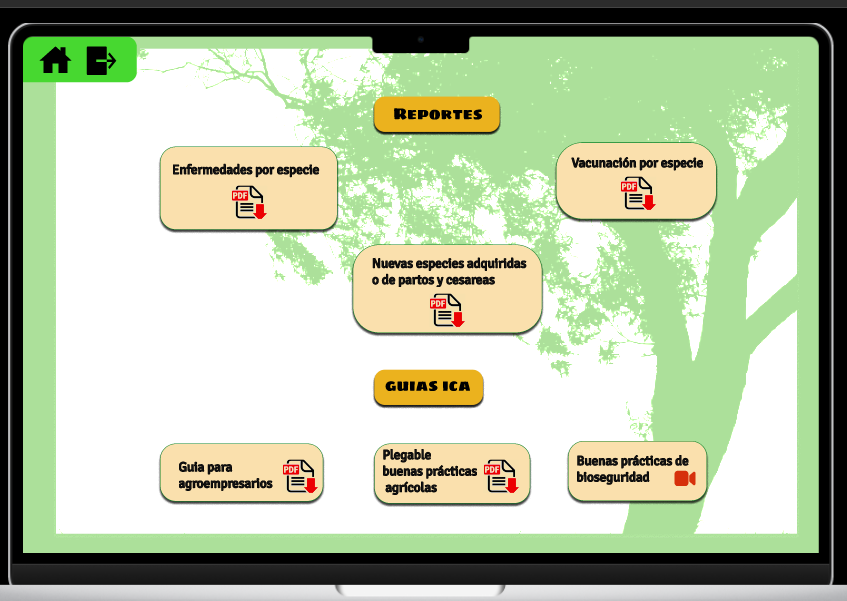 Reportes
Enfermedades por especie
PDF
Vacunación por especie
PDF
Nuevas especies adquiridas
o de partos y cesareas
PDF
GUIAS ICA
Guia para
agroempresarios
PDF
Plegable
buenas prácticas
agrícolas
PDF
Buenas prácticas de
bioseguridad